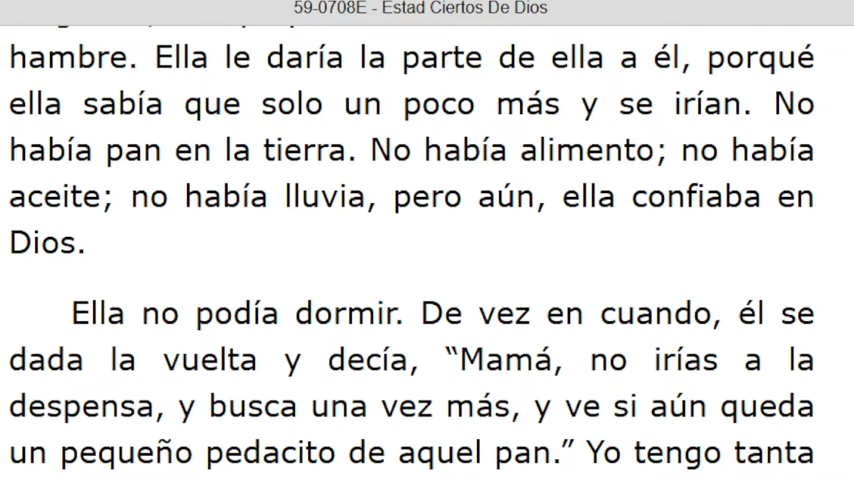 59-0708E - Estad Ciertos De Dios
hambre. Ella le daría la parte de ella a él, porqué
ella sabía que solo un poco más y se irían. No
había pan en la tierra. No había alimento; no había
aceite; no había lluvia, pero aún, ella confiaba en
Dios.
Ella no podía dormir. De vez en cuando, él se
dada la vuelta y decía, “Mamá, no irías a la
despensa, y busca una vez más, y ve si aún queda
un pequeño pedacito de aquel pan.” Yo tengo tanta